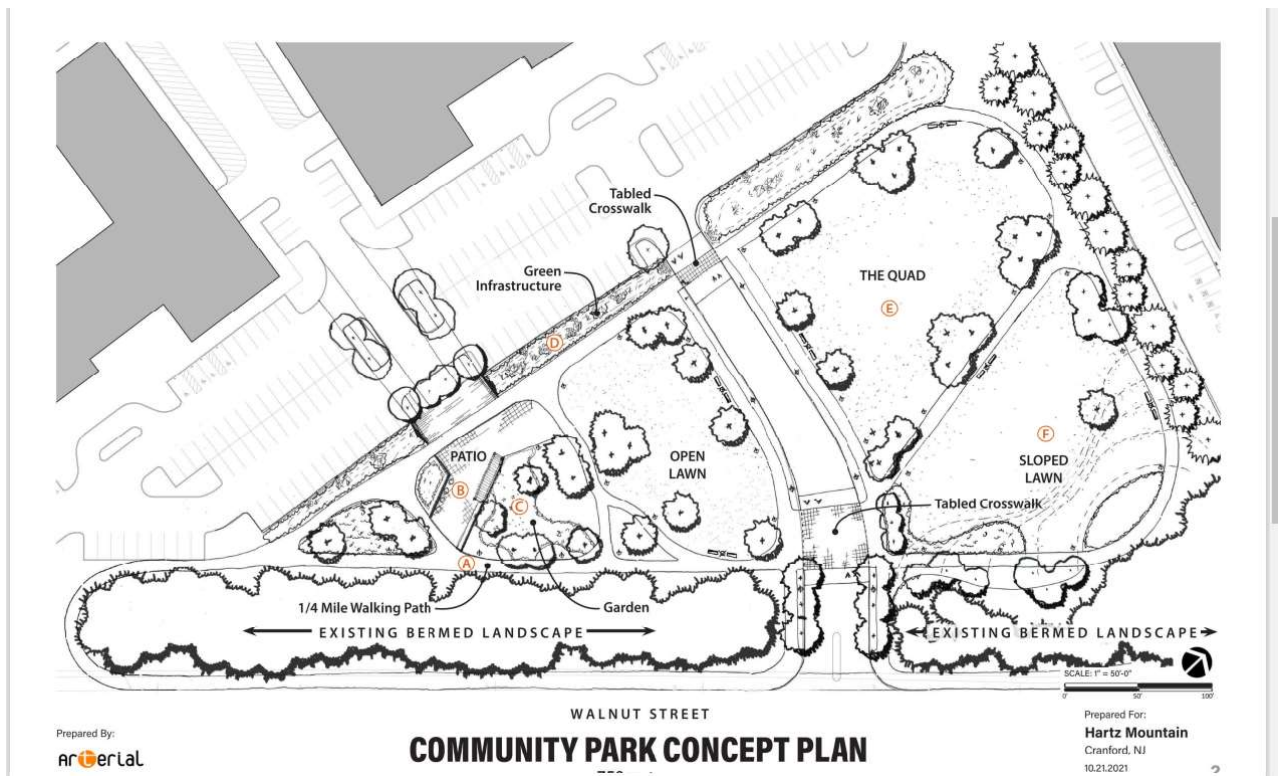 Tabled
Crosswalk
Green
Infrastructure
THE QUAD
E
D
PATIO
B
C
OPEN
LAWN
F
SLOPED
LAWN
Tabled Crosswalk
A
1/4 Mile Walking Path
Garden
EXISTING BERMED LANDSCAPE
EXISTING BERMED LANDSCAPE
SCALE: 1" = 50'-0"
0' 50' 100'
WALNUT STREET
Prepared By:
Arterial
COMMUNITY PARK CONCEPT PLAN
Prepared For:
Hartz Mountain
Cranford, NJ
10.21.2021
2